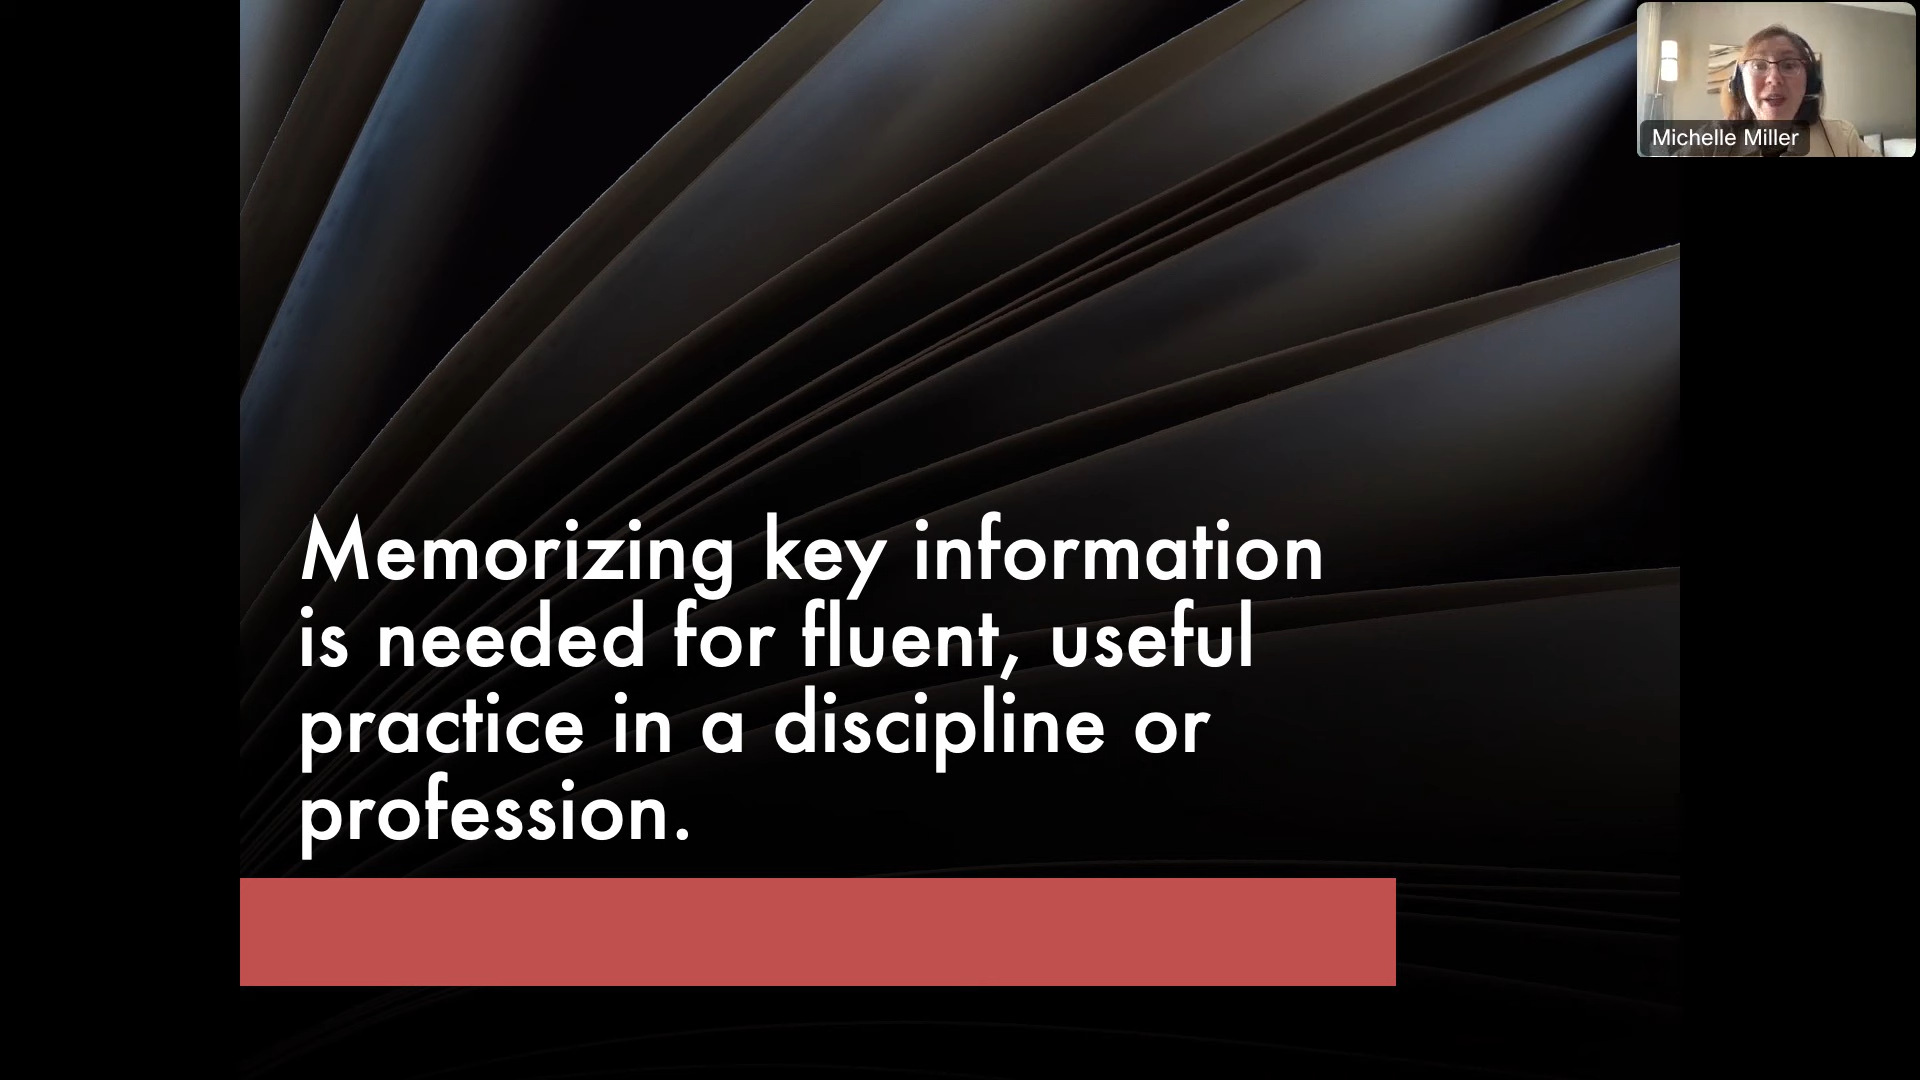 Michelle Miller
Memorizing key information
is needed for fluent, useful
practice in a discipline or
profession.